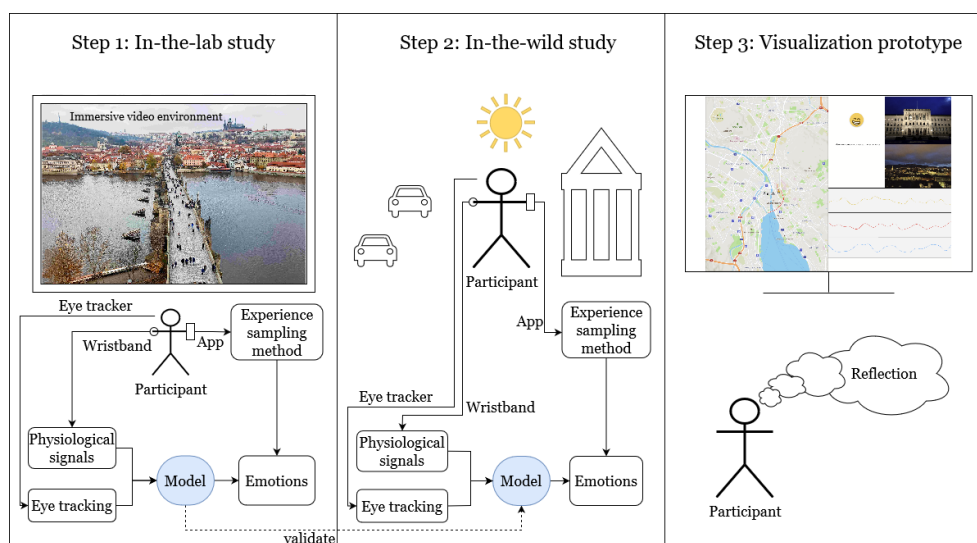 Step 1: In-the-lab study
Immersive video environment
Eye tracker
Wristband
App
Experience
sampling
method
Participant
Physiological
signals
Eye tracking
Model
Emotions
validate
Step 2: In-the-wild study
Participant
App
Experience
sampling
method
Eye tracker
Wristband
Physiological
signals
Eye tracking
Model
Emotions
Step 3: Visualization prototype
Reflection
Participant